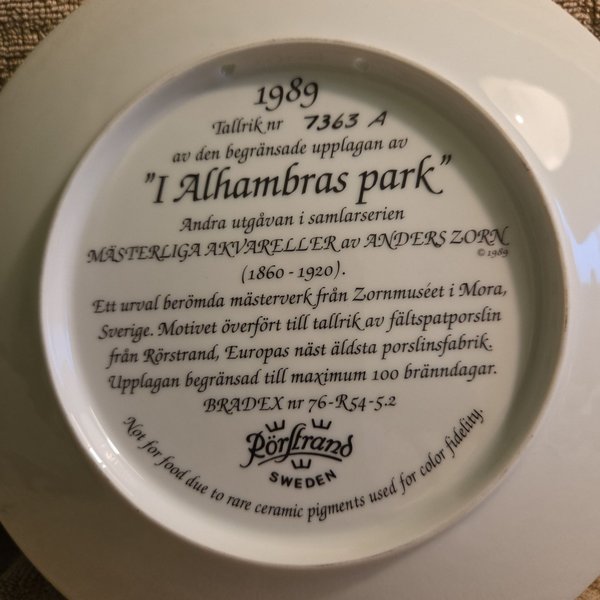 1989
Tallrik nr 7363 A
av den begränsade upplagan av
"I Alhambras park"
Andra utgåvan i samlarserien
MÄSTERLIGA AKVARELLER av ANDERS ZORN
© 1989
(1860 - 1920).
Ett urval berömda mästerverk från Zornmuséet i Mora,
Sverige. Motivet överfört till tallrik av fältspatporslin
från Rörstrand, Europas näst äldsta porslinsfabrik.
Upplagan begränsad till maximum 100 bränndagar.
BRADEX nr 76-R54-5.2
Rörstrand
SWEDEN
Not for food due to rare ceramic pigments used for color fidelity.